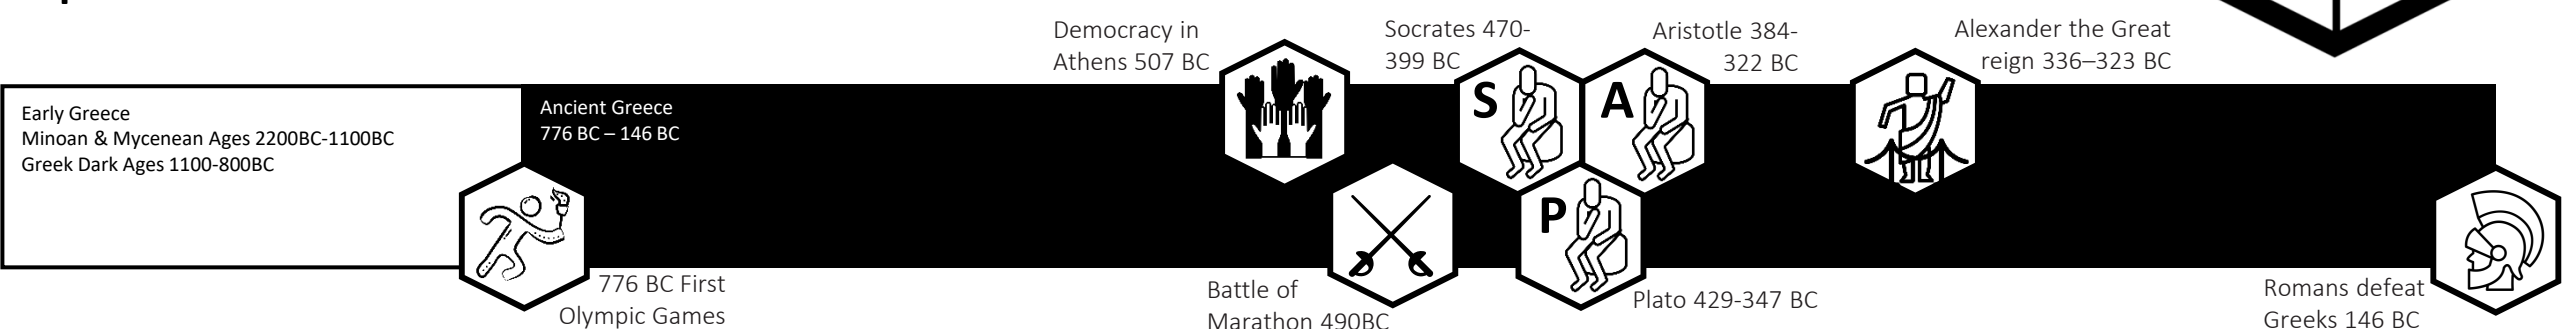 Democracy in
Athens 507 BC
Socrates 470-
399 BC
Aristotle 384-
322 BC
Alexander the Great
reign 336–323 BC
Early Greece
Minoan & Mycenean Ages 2200BC-1100BC
Greek Dark Ages 1100-800BC
Ancient Greece
776 BC – 146 BC
S
A
P
776 BC First
Olympic Games
Battle of
Marathon 490BC
Plato 429-347 BC
Romans defeat
Greeks 146 BC